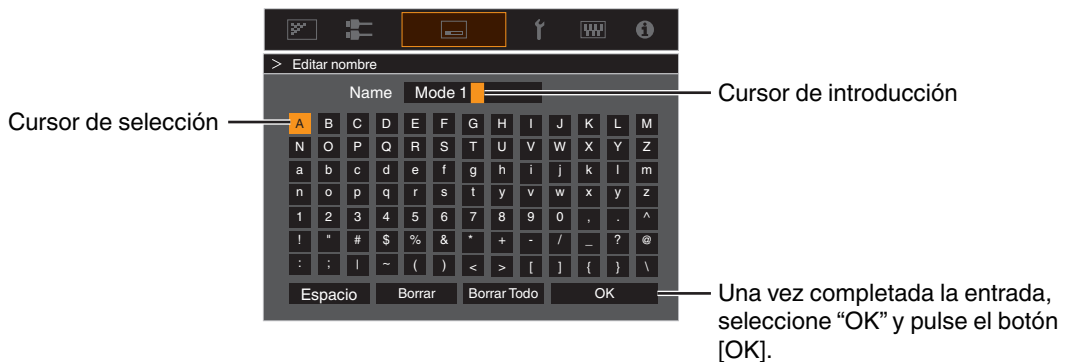 > Editar nombre
Name Mode 1
Cursor de introducción
Cursor de selección
A B C D E F G H I J K L M
N O P Q R S T U V W X Y Z
a b c d e f g h i j k l m
n o p q r s t y v w x y z
1 2 3 4 5 6 7 8 9 0 , . ^
! " # $ % & * + - / _ ? @
: ; | ~ ( ) < > [ ] { } \
Espacio Borrar Borrar Todo OK
Una vez completada la entrada,
seleccione “OK” y pulse el botón
[OK].